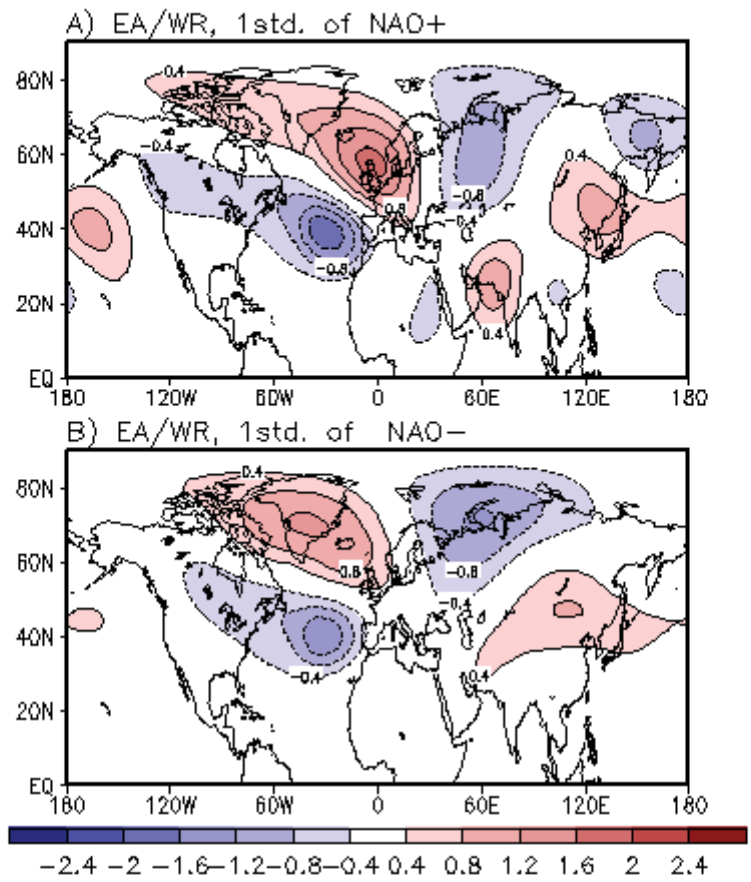 A) EA/WR, 1std. of NAO+
80N
60N
40N
20N
EQ
180 120W 60W 0 60E 120E 180
0.4
-0.4
0.8
-0.8
-0.4
-0.8
0.4
0.4
B) EA/WR, 1std. of NAO−
80N
60N
40N
20N
EQ
180 120W 60W 0 60E 120E 180
0.4
0.8
-0.8
-0.4
-0.4
0.4
−2.4 −2 −1.6 −1.2 −0.8 −0.4 0.4 0.8 1.2 1.6 2 2.4